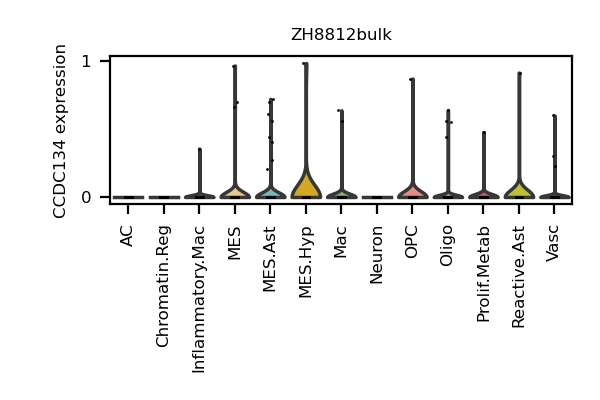 ZH8812bulk
CCDC134 expression
1
0
AC
Chromatin.Reg
Inflammatory.Mac
MES
MES.Ast
MES.Hyp
Mac
Neuron
OPC
Oligo
Prolif.Metab
Reactive.Ast
Vasc